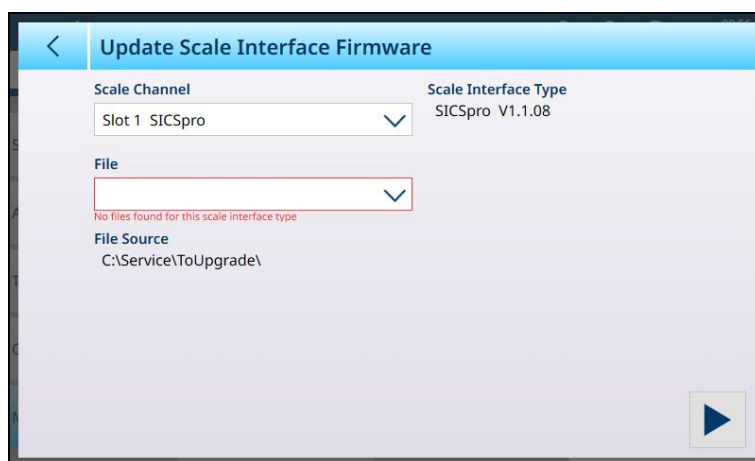 Update Scale Interface Firmware
Scale Channel
Scale Interface Type
Slot 1 SICSpro
SICSpro V1.1.08
File
No files found for this scale interface type
File Source
C:\Service\ToUpgrade\